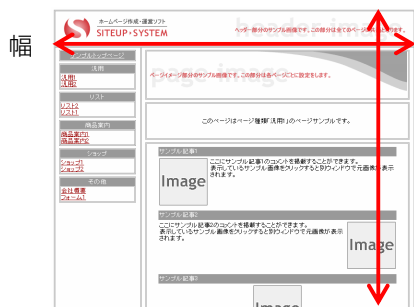 幅
ホームページ作成・運営ソフト
SITEUP・SYSTEM
header image
ヘッダー部分のサンプル画像です。この部分は全てのページ
サンプルトップページ
汎用
汎用1
汎用2
リスト
リスト2
リスト1
商品案内
商品案内1
商品案内2
ショップ
ショップ1
ショップ2
その他
会社概要
フォーム1
page image
ページイメージ部分のサンプル画像です。この部分は各ページごとに設定をします。
このページはページ種類「汎用」のページサンプルです。
サンプル記事1
Image
ここにサンプル記事1のコメントを掲載することができます。
表示しているサンプル画像をクリックすると別ウィンドウで元画像が表示
されます。
サンプル記事2
ここにサンプル記事2のコメントを掲載することができます。
表示しているサンプル画像をクリックすると別ウィンドウで元画像が表示
されます。
Image
サンプル記事3
Image